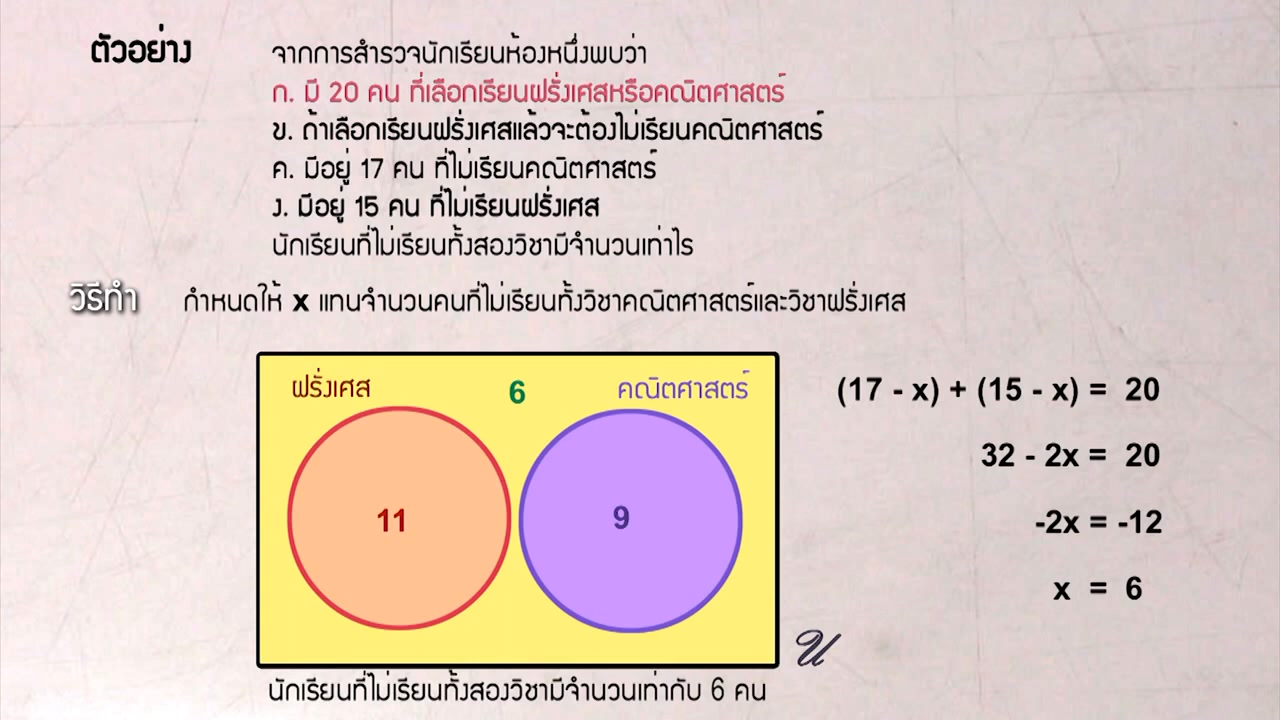 ตัวอย่าง จากการสำรวจนักเรียนห้องหนึ่งพบว่า
ก. มี 20 คน ที่เลือกเรียนฝรั่งเศสหรือคณิตศาสตร์
ข. ถ้าเลือกเรียนฝรั่งเศสแล้วจะต้องไม่เรียนคณิตศาสตร์
ค. มีอยู่ 17 คน ที่ไม่เรียนคณิตศาสตร์
ง. มีอยู่ 15 คน ที่ไม่เรียนฝรั่งเศส
นักเรียนที่ไม่เรียนทั้งสองวิชามีจำนวนเท่าไร
วิธีทำ กำหนดให้ x แทนจำนวนคนที่ไม่เรียนทั้งวิชาคณิตศาสตร์และวิชาฝรั่งเศส
ฝรั่งเศส 6 คณิตศาสตร์
11 9
(17 - x) + (15 - x) = 20
32 - 2x = 20
-2x = -12
x = 6
U
นักเรียนที่ไม่เรียนทั้งสองวิชามีจำนวนเท่ากับ 6 คน